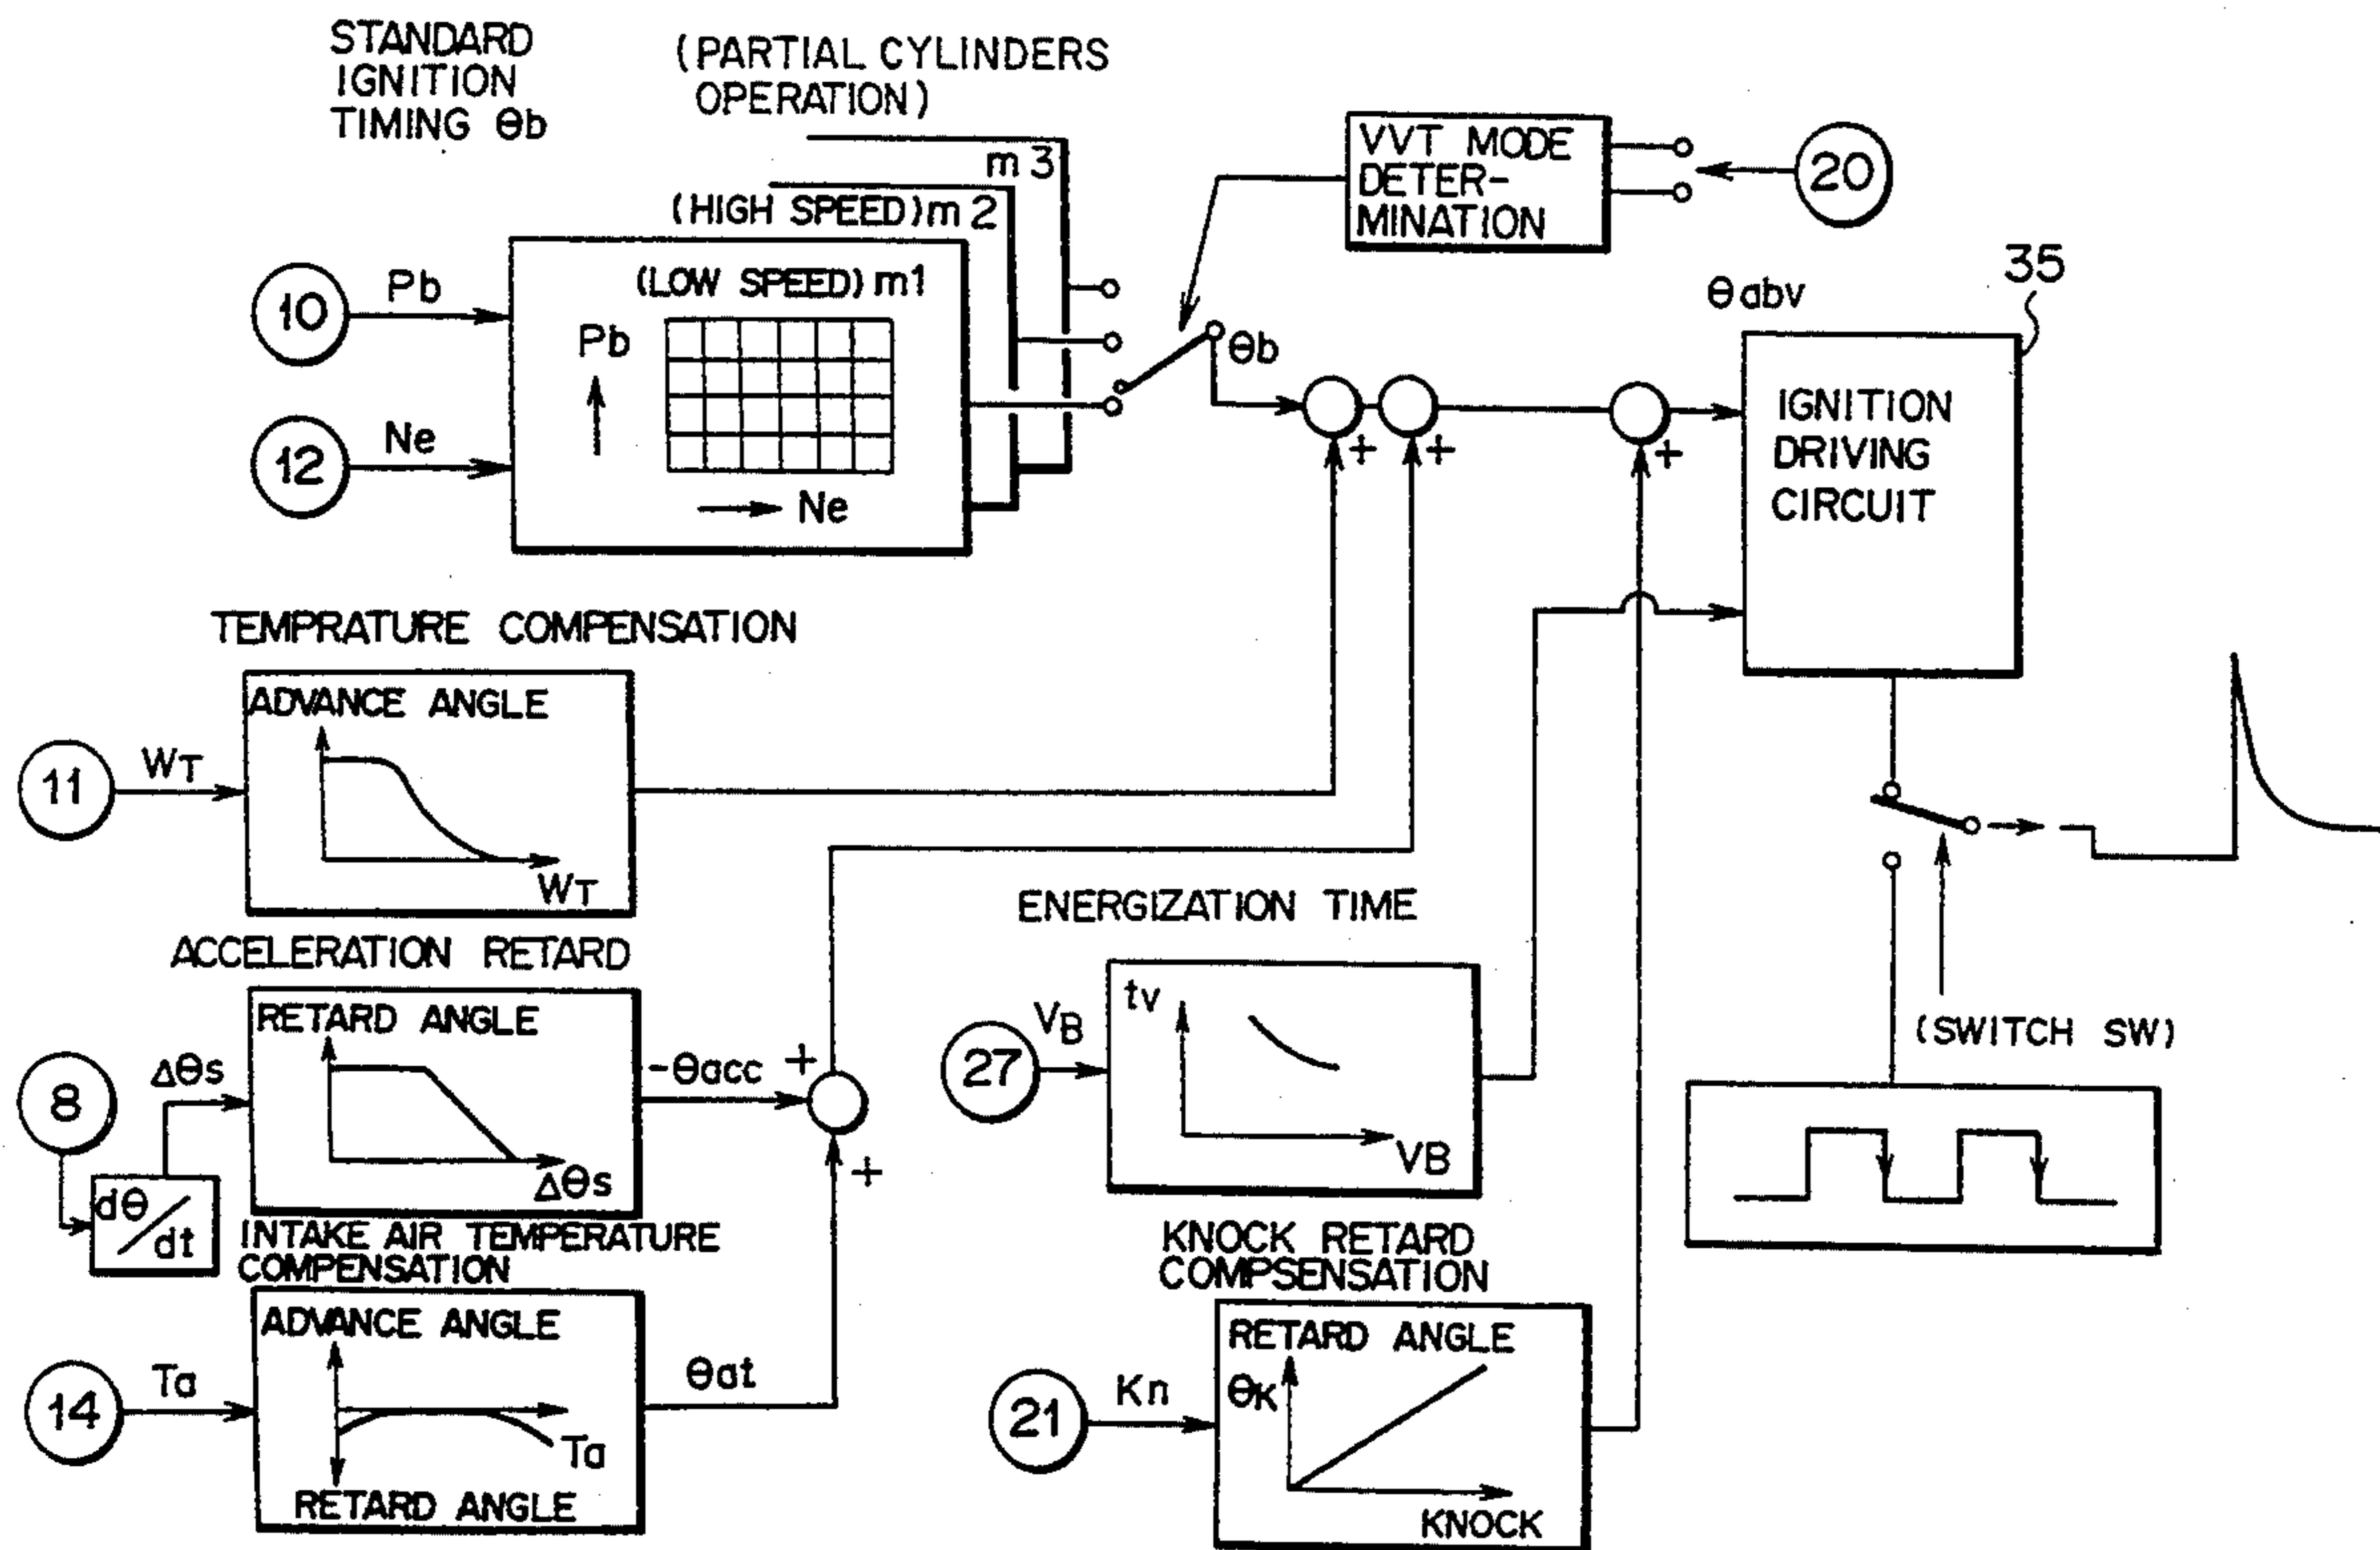 STANDARD
IGNITION
TIMING θb
(PARTIAL CYLINDERS
OPERATION)
m3
(HIGH SPEED) m2
(LOW SPEED) m1
Pb
Ne
10
Pb
12
Ne
θb
VVT MODE
DETER-
MINATION
20
θabv
35
IGNITION
DRIVING
CIRCUIT
+
+
+
TEMPRATURE COMPENSATION
ADVANCE ANGLE
WT
11
WT
ACCELERATION RETARD
RETARD ANGLE
Δθs
8
Δθs
dθ/dt
-θacc
+
+
INTAKE AIR TEMPERATURE
COMPENSATION
ADVANCE ANGLE
Ta
RETARD ANGLE
14
Ta
θat
ENERGIZATION TIME
27
VB
tv
VB
(SWITCH SW)
KNOCK RETARD
COMPSENSATION
RETARD ANGLE
θK
KNOCK
21
Kn